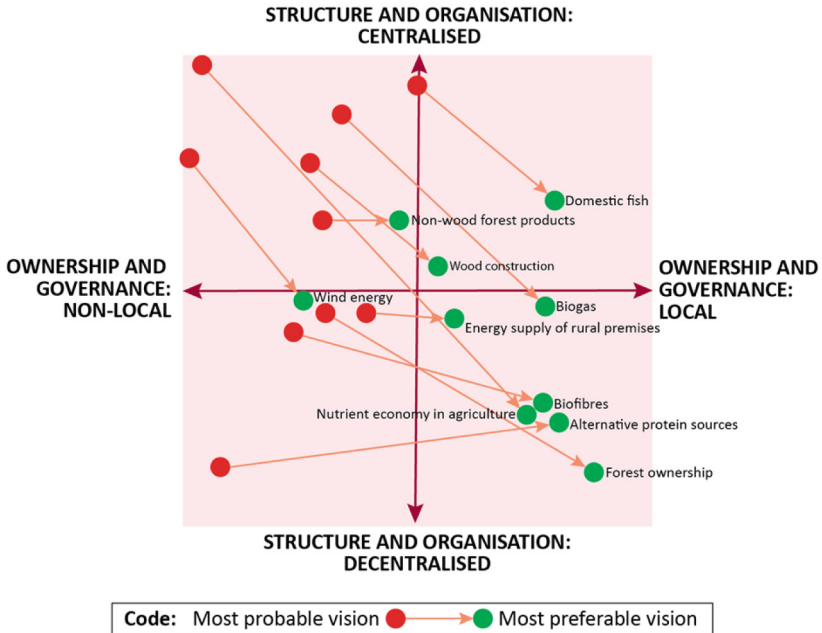 STRUCTURE AND ORGANISATION:
CENTRALISED
Domestic fish
Non-wood forest products
Wood construction
OWNERSHIP AND
GOVERNANCE:
NON-LOCAL
OWNERSHIP AND
GOVERNANCE:
LOCAL
Wind energy
Biogas
Energy supply of rural premises
Biofibres
Nutrient economy in agriculture
Alternative protein sources
Forest ownership
STRUCTURE AND ORGANISATION:
DECENTRALISED
Code: Most probable vision Most preferable vision